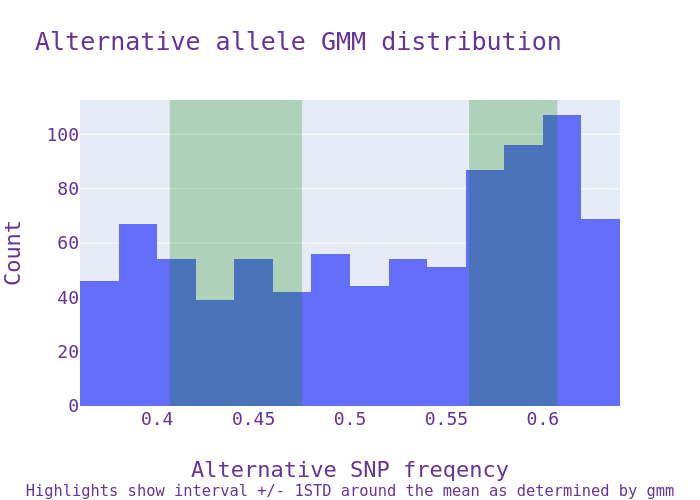 Alternative allele GMM distribution
100
80
60
40
20
0
Count
0.4 0.45 0.5 0.55 0.6
Alternative SNP freqency
Highlights show interval +/- 1STD around the mean as determined by gmm